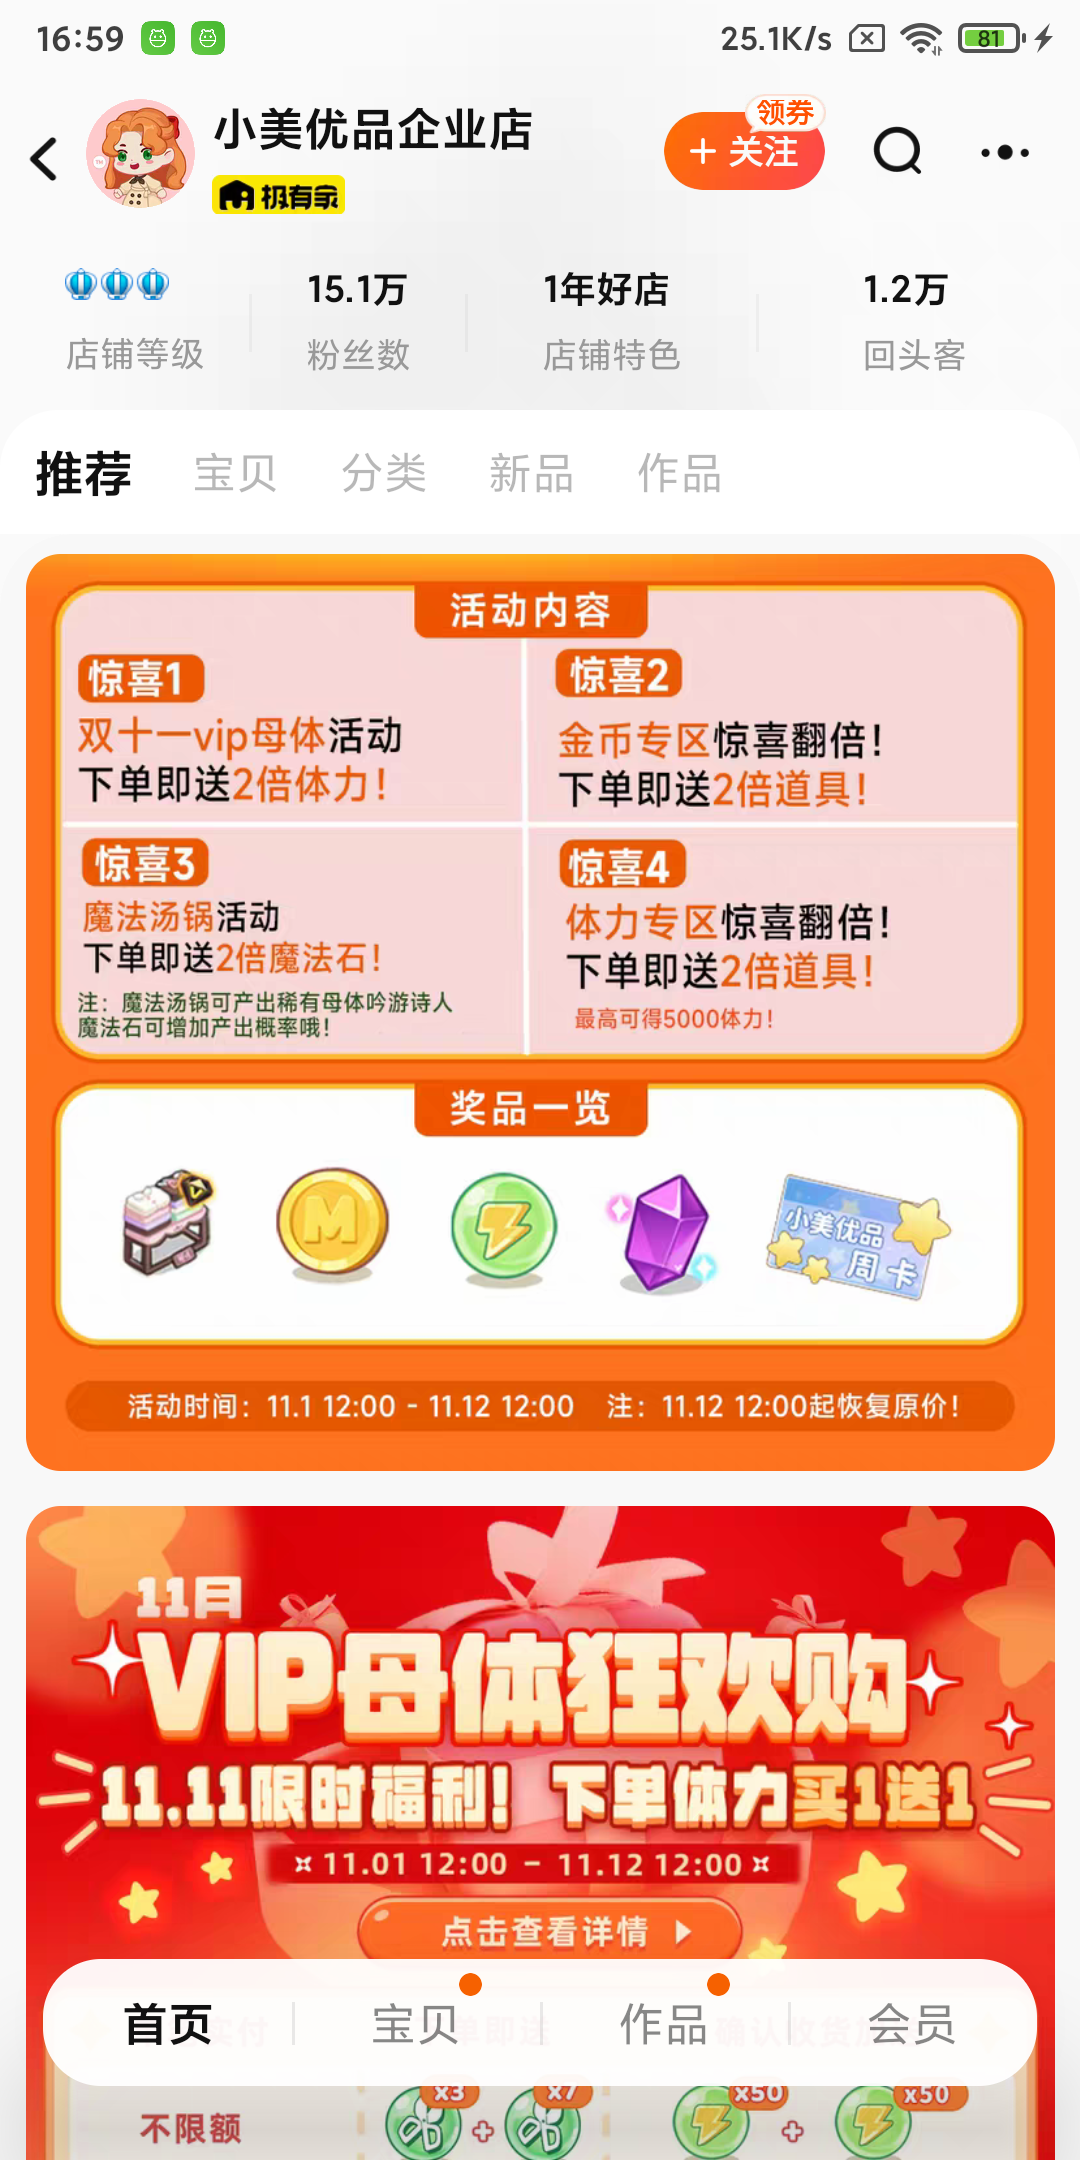 16:59
25.1K/s
81
小美优品企业店
极有家
领券
+ 关注
店铺等级
15.1万
粉丝数
1年好店
店铺特色
1.2万
回头客
推荐 宝贝 分类 新品 作品
活动内容
惊喜1
双十一vip母体活动
下单即送2倍体力！
惊喜2
金币专区惊喜翻倍！
下单即送2倍道具！
惊喜3
魔法汤锅活动
下单即送2倍魔法石！
注：魔法汤锅可产出稀有母体吟游诗人
魔法石可增加产出概率哦！
惊喜4
体力专区惊喜翻倍！
下单即送2倍道具！
最高可得5000体力！
奖品一览
M
小美优品
周卡
活动时间：11.1 12:00 - 11.12 12:00 注：11.12 12:00起恢复原价！
11月
VIP母体狂欢购
11.11限时福利！下单体力买1送1
11.01 12:00 - 11.12 12:00
点击查看详情
首页 宝贝 作品 会员
实付 单即送 确认收货
不限额
x3
+
x7
x50
+
x50